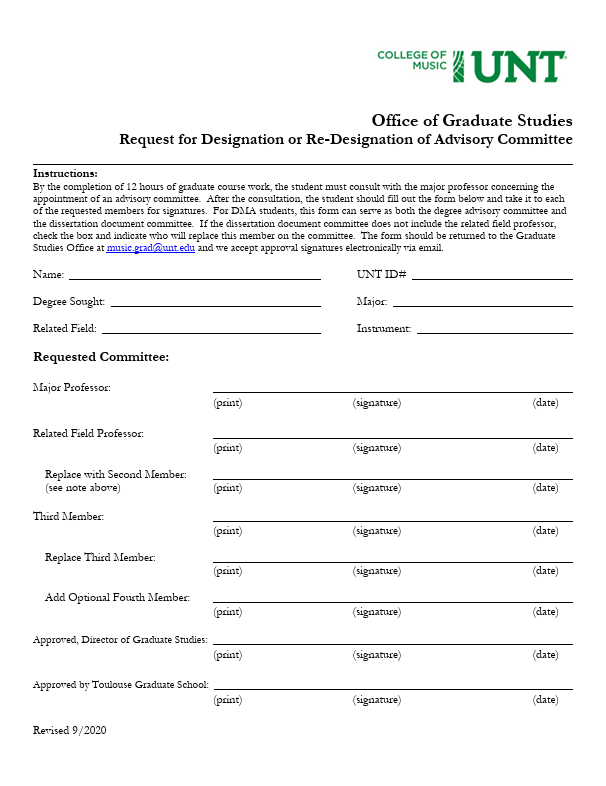 COLLEGE OF
MUSIC
UNT
Office of Graduate Studies
Request for Designation or Re-Designation of Advisory Committee
Instructions:
By the completion of 12 hours of graduate course work, the student must consult with the major professor concerning the
appointment of an advisory committee.  After the consultation, the student should fill out the form below and take it to each
of the requested members for signatures.  For DMA students, this form can serve as both the degree advisory committee and
the dissertation document committee.  If the dissertation document committee does not include the related field professor,
check the box and indicate who will replace this member on the committee.  The form should be returned to the Graduate
Studies Office at music.grad@unt.edu and we accept approval signatures electronically via email.
Name: UNT ID#
Degree Sought: Major:
Related Field: Instrument:
Requested Committee:
Major Professor:
(print) (signature) (date)
Related Field Professor:
(print) (signature) (date)
Replace with Second Member:
(see note above) (print) (signature) (date)
Third Member:
(print) (signature) (date)
Replace Third Member:
(print) (signature) (date)
Add Optional Fourth Member:
(print) (signature) (date)
Approved, Director of Graduate Studies:
(print) (signature) (date)
Approved by Toulouse Graduate School:
(print) (signature) (date)
Revised 9/2020